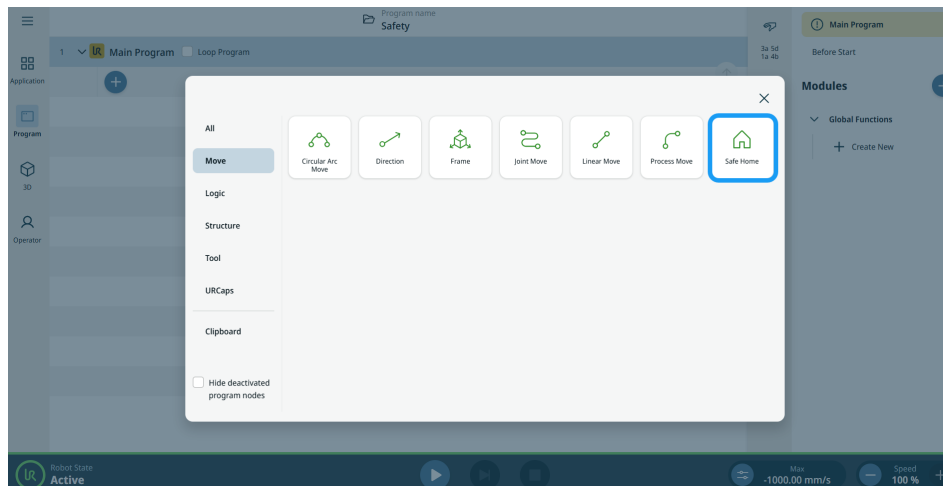 Program name
Safety
3a 5d
1a 4b
Main Program
Before Start
Modules
Global Functions
Create New
1 Main Program Loop Program
Application
Program
3D
Operator
All
Move
Logic
Structure
Tool
URCaps
Clipboard
Hide deactivated
program nodes
Circular Arc
Move
Direction
Frame
Joint Move
Linear Move
Process Move
Safe Home
Robot State
Active
Max
-1000.00 mm/s
Speed
100 %